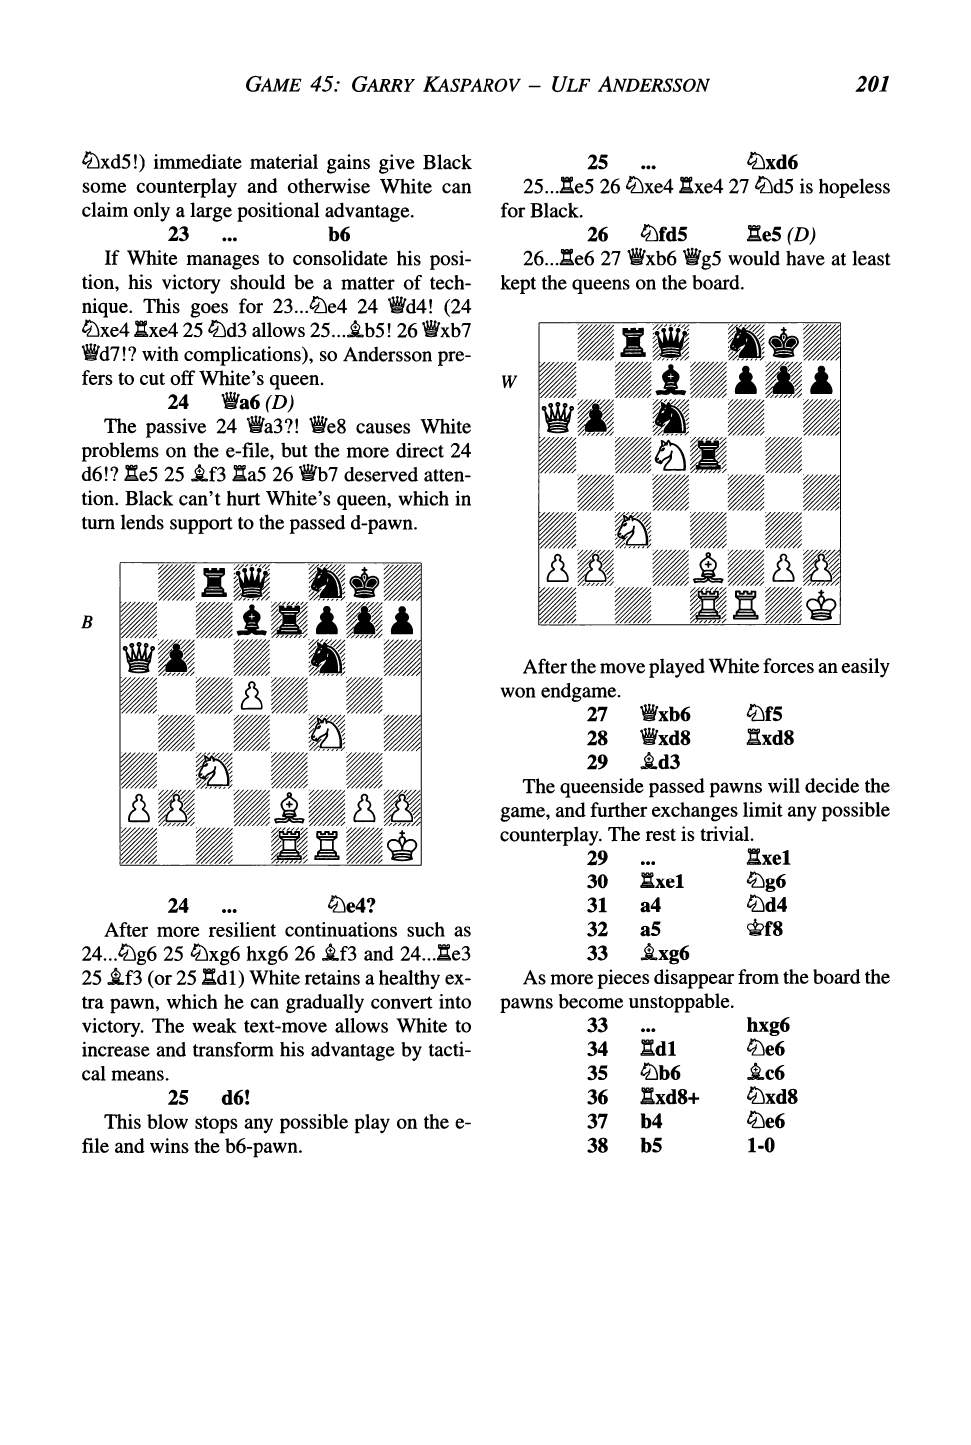 GAME 45: GARRY KASPAROV – ULF ANDERSSON 201
♘xd5!) immediate material gains give Black
some counterplay and otherwise White can
claim only a large positional advantage.
23 ... b6
If White manages to consolidate his posi-
tion, his victory should be a matter of tech-
nique. This goes for 23...♘e4 24 ♕d4! (24
♘xe4 ♖xe4 25 ♘d3 allows 25...♗b5! 26 ♕xb7
♕d7!? with complications), so Andersson pre-
fers to cut off White's queen.
24 ♕a6 (D)
The passive 24 ♕a3?! ♕e8 causes White
problems on the e-file, but the more direct 24
d6!? ♖e5 25 ♗f3 ♖a5 26 ♕b7 deserved atten-
tion. Black can't hurt White's queen, which in
turn lends support to the passed d-pawn.
B
24 ... ♘e4?
After more resilient continuations such as
24...♘g6 25 ♘xg6 hxg6 26 ♗f3 and 24...♖e3
25 ♗f3 (or 25 ♖d1) White retains a healthy ex-
tra pawn, which he can gradually convert into
victory. The weak text-move allows White to
increase and transform his advantage by tacti-
cal means.
25 d6!
This blow stops any possible play on the e-
file and wins the b6-pawn.
25 ... ♘xd6
25...♖e5 26 ♘xe4 ♖xe4 27 ♘d5 is hopeless
for Black.
26 ♘fd5 ♖e5 (D)
26...♖e6 27 ♕xb6 ♕g5 would have at least
kept the queens on the board.
W
After the move played White forces an easily
won endgame.
27 ♕xb6 ♘f5
28 ♕xd8 ♖xd8
29 ♗d3
The queenside passed pawns will decide the
game, and further exchanges limit any possible
counterplay. The rest is trivial.
29 ... ♖xe1
30 ♖xe1 ♘g6
31 a4 ♘d4
32 a5 ♔f8
33 ♗xg6
As more pieces disappear from the board the
pawns become unstoppable.
33 ... hxg6
34 ♖d1 ♘e6
35 ♘b6 ♗c6
36 ♖xd8+ ♘xd8
37 b4 ♘e6
38 b5 1-0